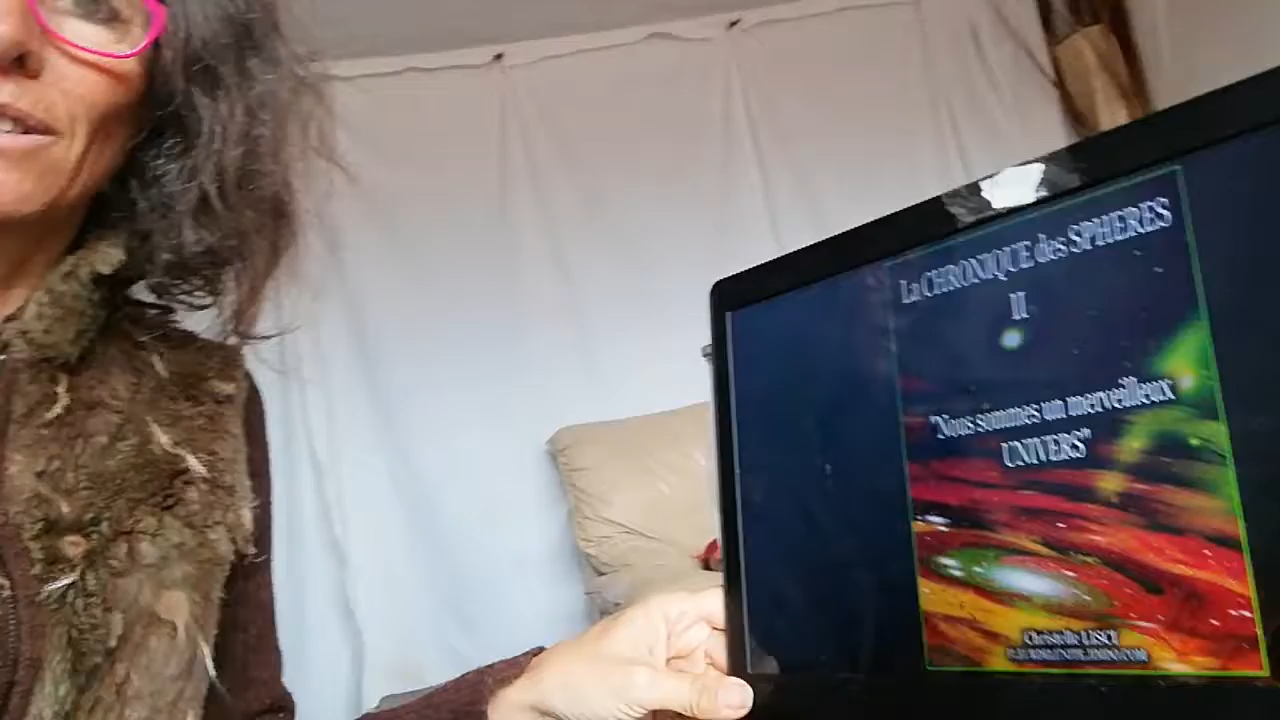 La CHRONIQUE des SPHERES
II
"Nous sommes un merveilleux
UNIVERS"
Christelle